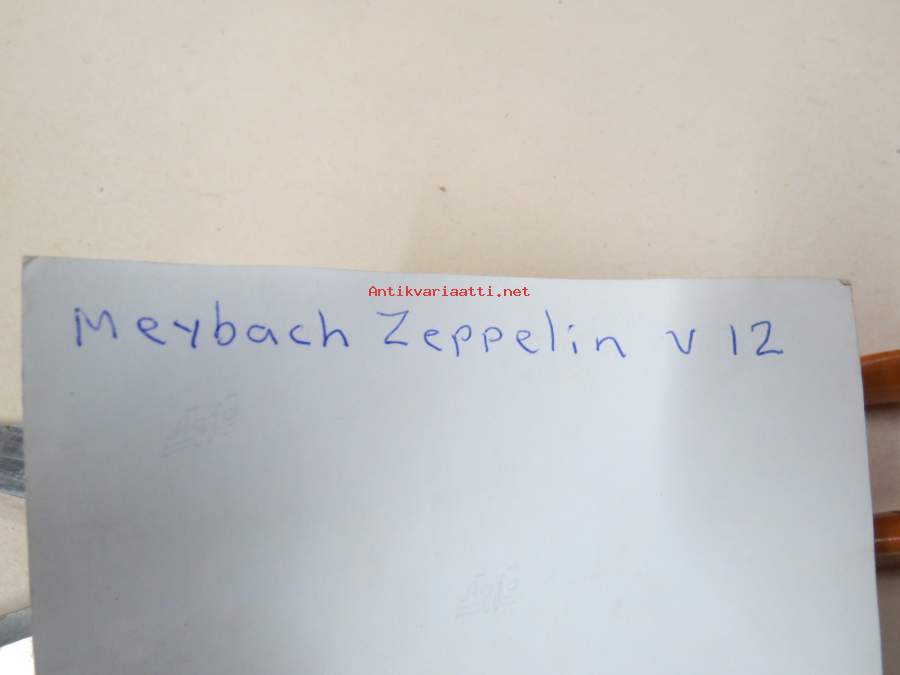 Antikvariaatti.net
Meybach Zeppelin V 12